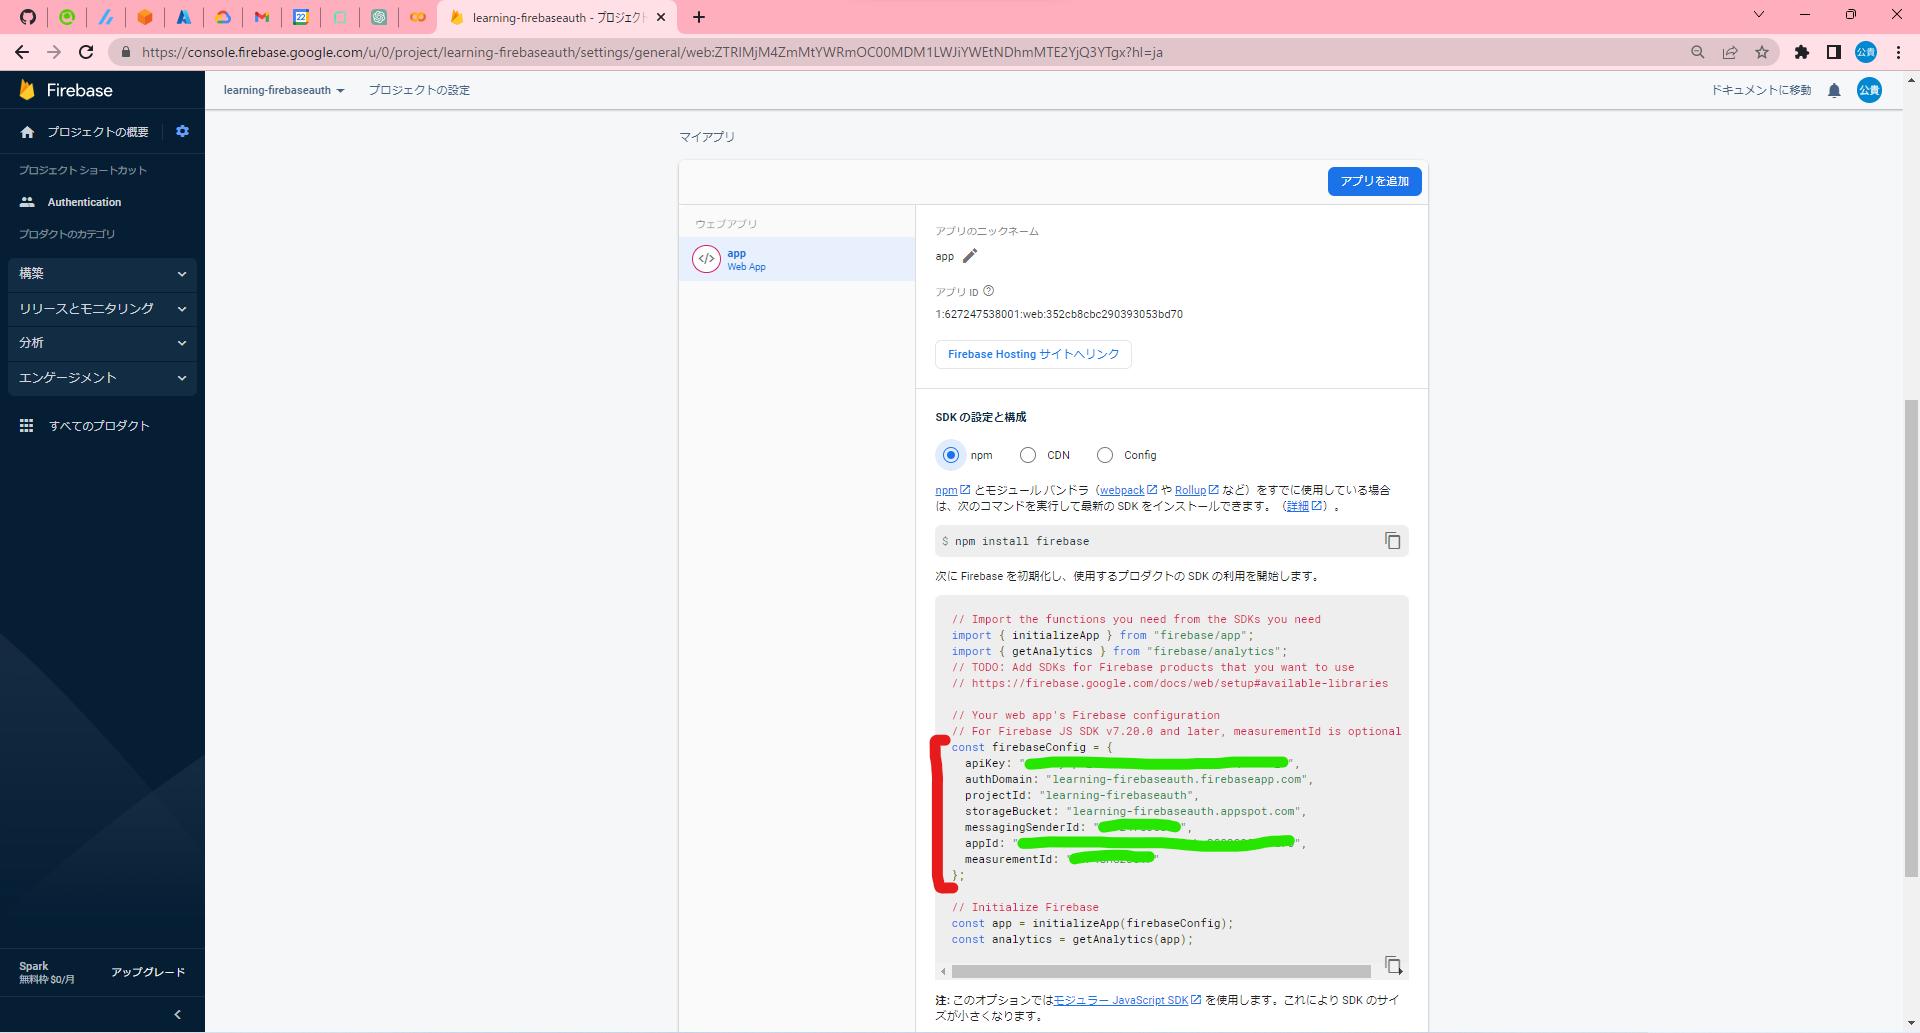 learning-firebaseauth - プロジェクト
https://console.firebase.google.com/u/0/project/learning-firebaseauth/settings/general/web:ZTRIMjM4ZmMtYWRmOC00MDM1LWJiYWEtNDhmMTE2YjQ3YTgx?hl=ja
公貴
Firebase
learning-firebaseauth
プロジェクトの設定
ドキュメントに移動
公貴
プロジェクトの概要
プロジェクト ショートカット
Authentication
プロダクトのカテゴリ
構築
リリースとモニタリング
分析
エンゲージメント
すべてのプロダクト
Spark
無料枠 $0/月
アップグレード
マイアプリ
アプリを追加
ウェブアプリ
</>
app
Web App
アプリのニックネーム
app
アプリ ID
1:627247538001:web:352cb8cbc290393053bd70
Firebase Hosting サイトへリンク
SDK の設定と構成
npm
CDN
Config
npm とモジュール バンドラ（webpack や Rollup など）をすでに使用している場合
は、次のコマンドを実行して最新の SDK をインストールできます。（詳細）。
$ npm install firebase
次に Firebase を初期化し、使用するプロダクトの SDK の利用を開始します。
// Import the functions you need from the SDKs you need
import { initializeApp } from "firebase/app";
import { getAnalytics } from "firebase/analytics";
// TODO: Add SDKs for Firebase products that you want to use
// https://firebase.google.com/docs/web/setup#available-libraries
// Your web app's Firebase configuration
// For Firebase JS SDK v7.20.0 and later, measurementId is optional
const firebaseConfig = {
apiKey: "",
authDomain: "learning-firebaseauth.firebaseapp.com",
projectId: "learning-firebaseauth",
storageBucket: "learning-firebaseauth.appspot.com",
messagingSenderId: "",
appId: "",
measurementId: ""
};
// Initialize Firebase
const app = initializeApp(firebaseConfig);
const analytics = getAnalytics(app);
注: このオプションではモジュラー JavaScript SDK を使用します。これにより SDK のサイ
ズが小さくなります。